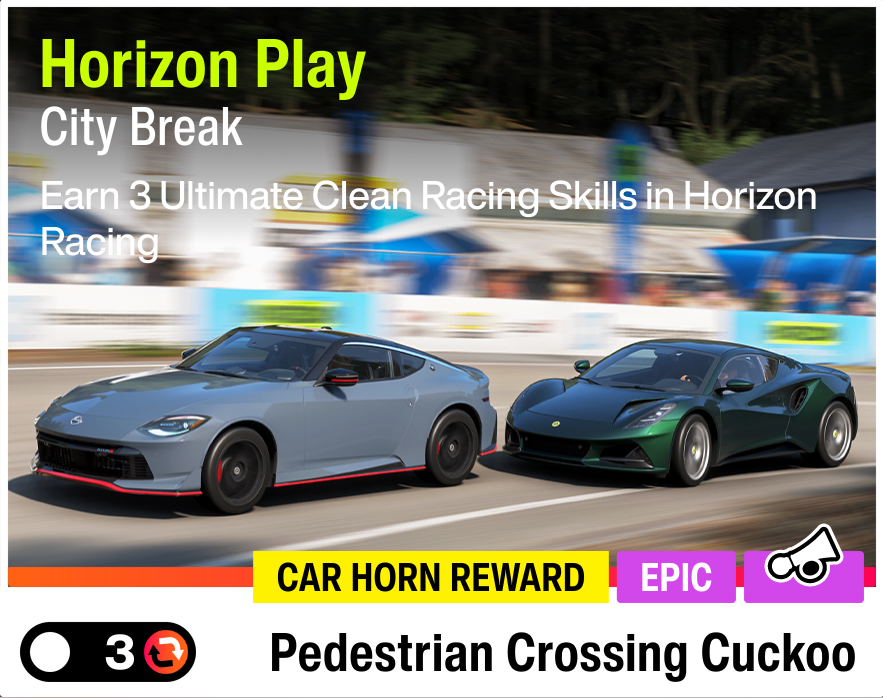 Horizon Play
City Break
Earn 3 Ultimate Clean Racing Skills in Horizon
Racing
CAR HORN REWARD
EPIC
3
Pedestrian Crossing Cuckoo